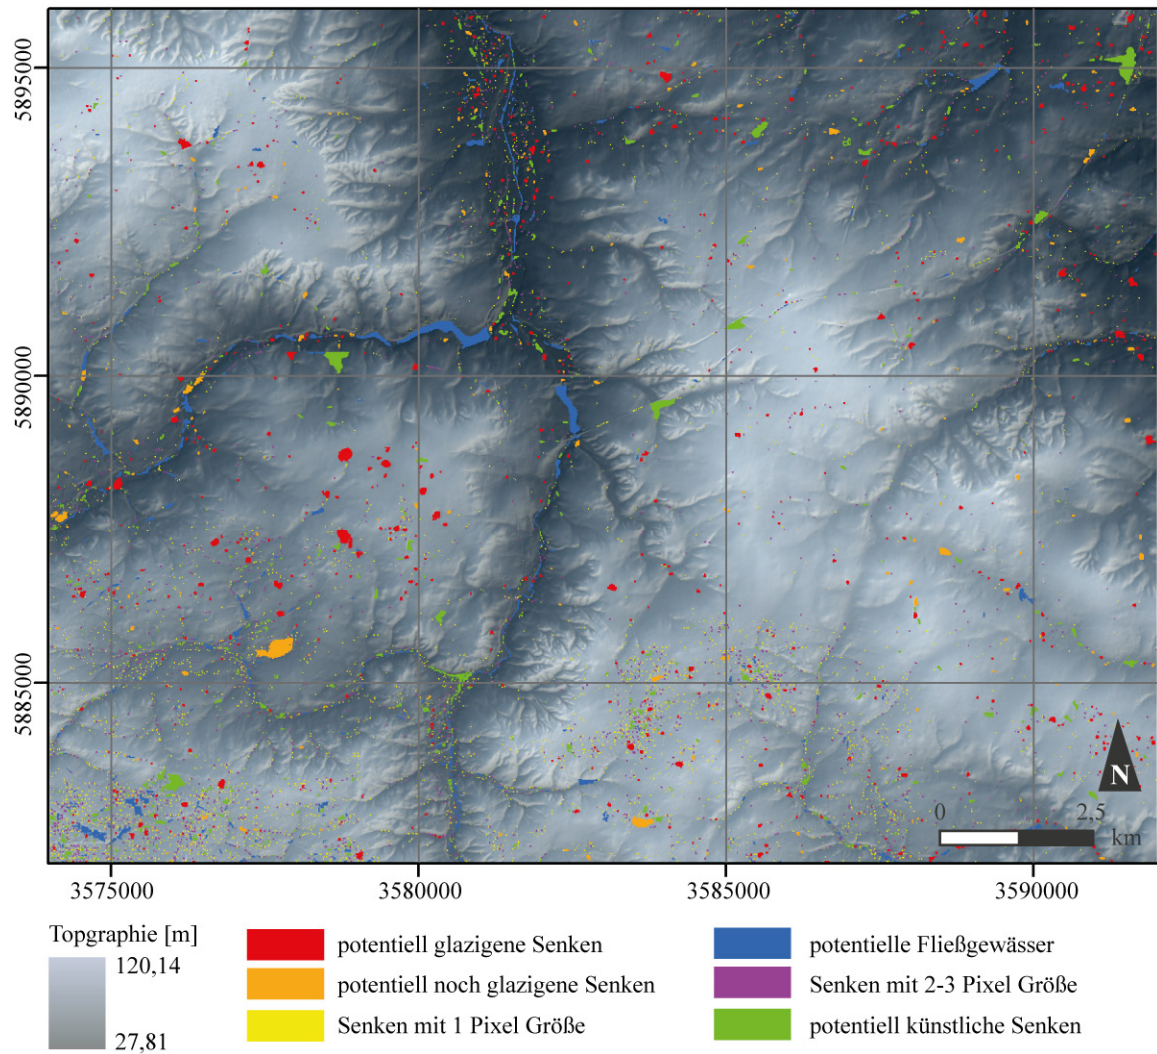 5895000
5890000
5885000
N
0 2,5
km
3575000 3580000 3585000 3590000
Topgraphie [m]
120,14
27,81
potentiell glazigene Senken
potentiell noch glazigene Senken
Senken mit 1 Pixel Größe
potentielle Fließgewässer
Senken mit 2-3 Pixel Größe
potentiell künstliche Senken